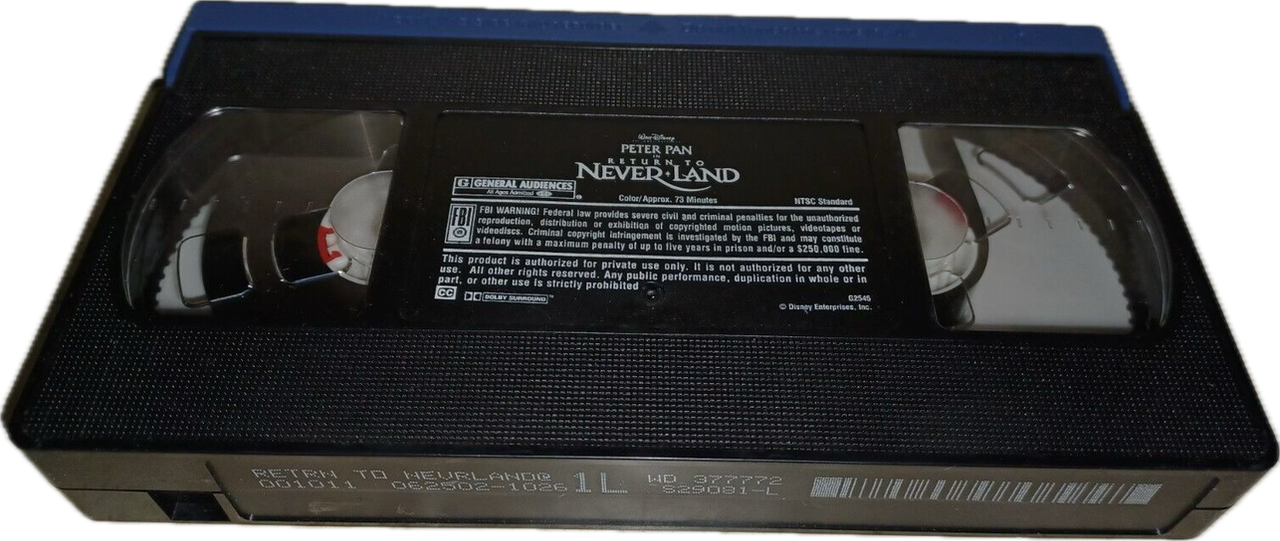 Walt Disney
PETER PAN
IN
RETURN TO
NEVER LAND
G GENERAL AUDIENCES
All Ages Admitted
Color/Approx. 73 Minutes
NTSC Standard
FBI
FBI WARNING! Federal law provides severe civil and criminal penalties for the unauthorized
reproduction, distribution or exhibition of copyrighted motion pictures, videotapes or
videodiscs. Criminal copyright infringement is investigated by the FBI and may constitute
a felony with a maximum penalty of up to five years in prison and/or a $250,000 fine.
This product is authorized for private use only. It is not authorized for any other
use. All other rights reserved. Any public performance, duplication in whole or in
part, or other use is strictly prohibited
CC DOLBY SURROUND™
G2545
© Disney Enterprises, Inc.
RETRN TO NEVRLAND@
001011 062502-1026 1L
WD 377772
S29081-L